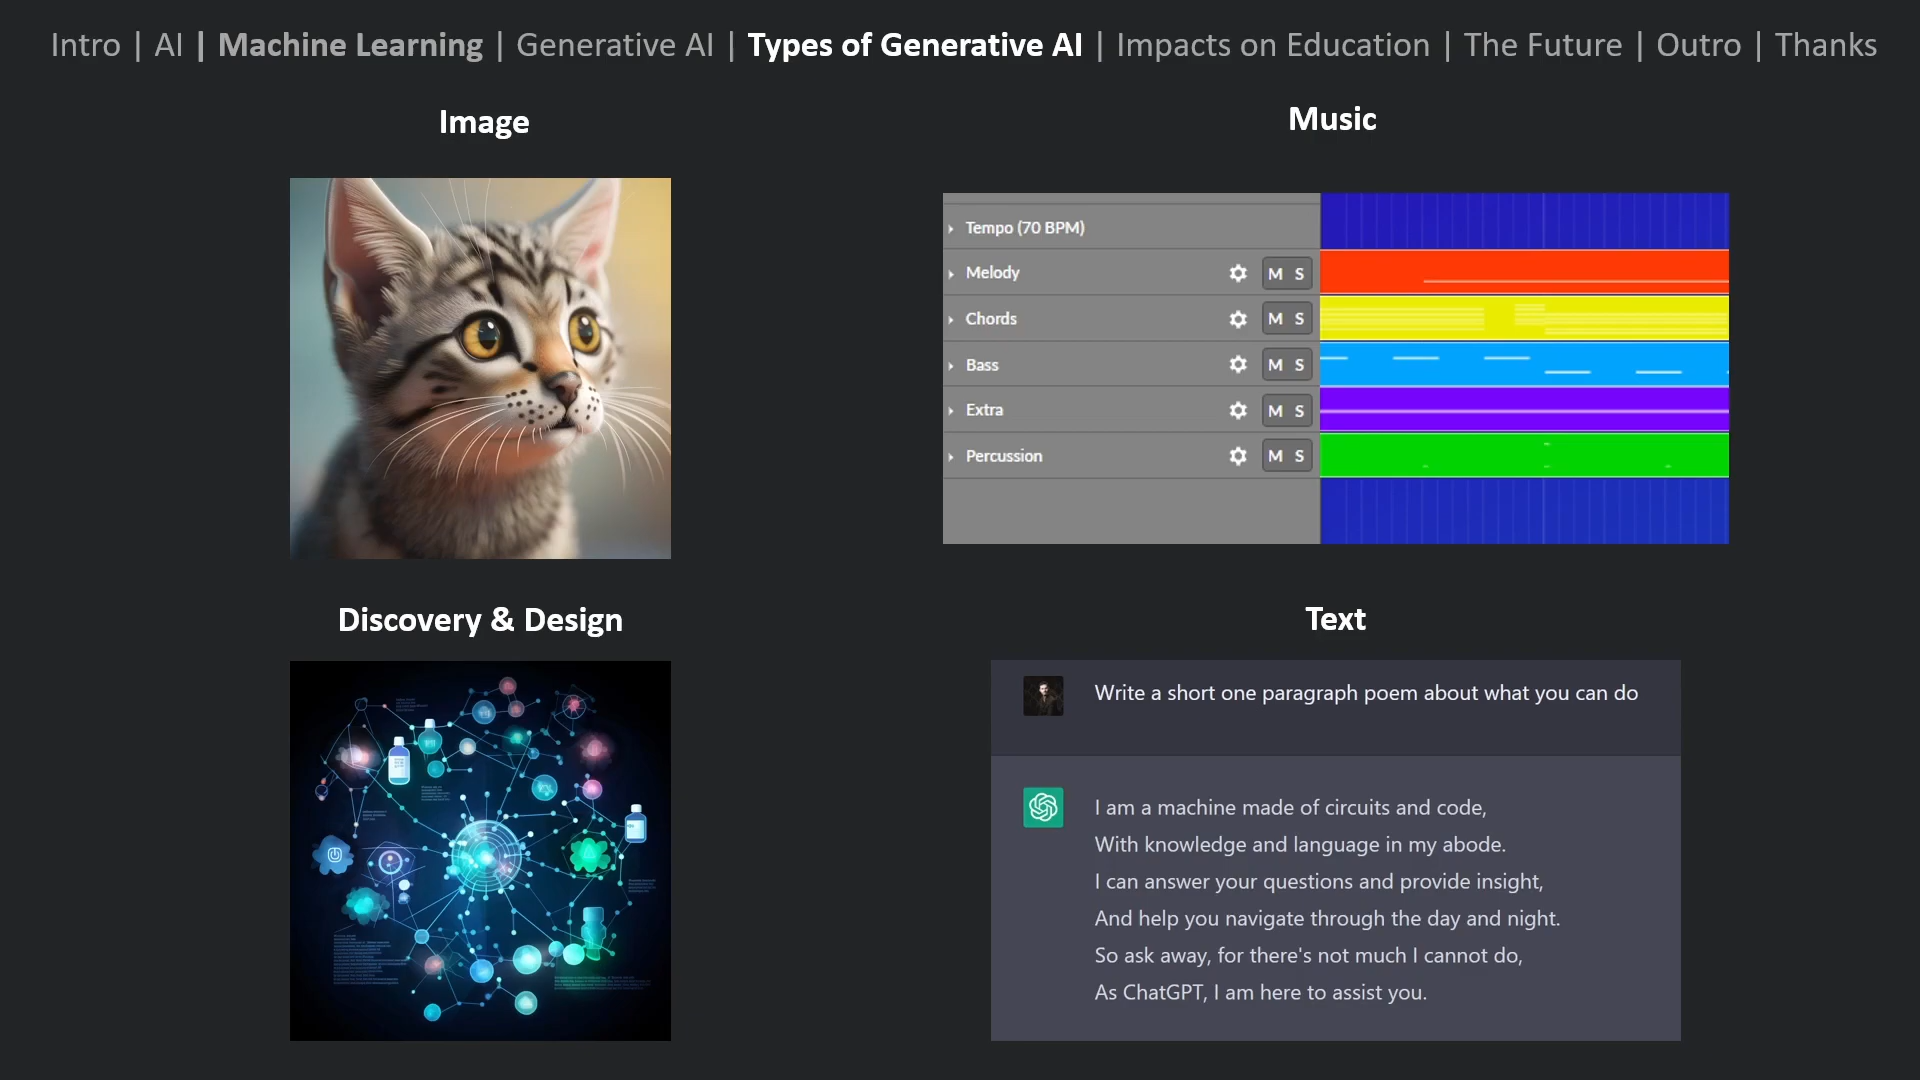 Intro | AI | Machine Learning | Generative AI | Types of Generative AI | Impacts on Education | The Future | Outro | Thanks
Image
Music
Tempo (70 BPM)
Melody M S
Chords M S
Bass M S
Extra M S
Percussion M S
Discovery & Design
Text
Write a short one paragraph poem about what you can do
I am a machine made of circuits and code,
With knowledge and language in my abode.
I can answer your questions and provide insight,
And help you navigate through the day and night.
So ask away, for there's not much I cannot do,
As ChatGPT, I am here to assist you.